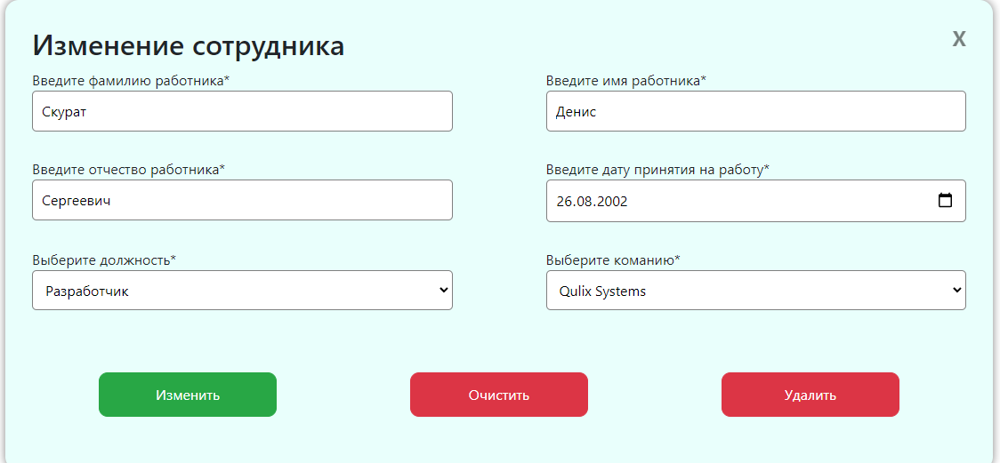 Изменение сотрудника
X
Введите фамилию работника*
Введите имя работника*
Скурат
Денис
Введите отчество работника*
Введите дату принятия на работу*
Сергеевич
26.08.2002
Выберите должность*
Выберите команию*
Разработчик
Qulix Systems
Изменить
Очистить
Удалить